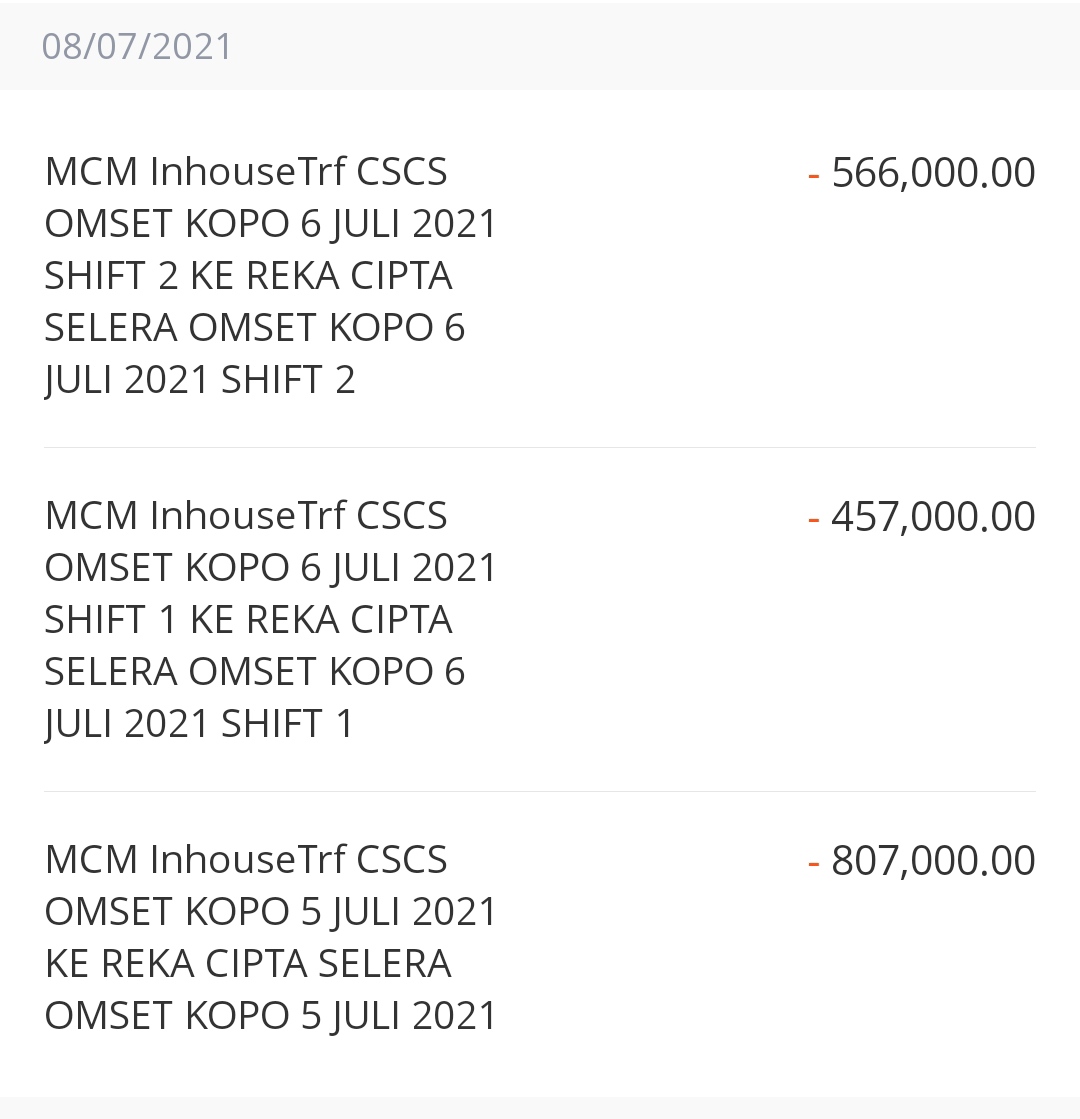 08/07/2021
MCM InhouseTrf CSCS - 566,000.00
OMSET KOPO 6 JULI 2021
SHIFT 2 KE REKA CIPTA
SELERA OMSET KOPO 6
JULI 2021 SHIFT 2
MCM InhouseTrf CSCS - 457,000.00
OMSET KOPO 6 JULI 2021
SHIFT 1 KE REKA CIPTA
SELERA OMSET KOPO 6
JULI 2021 SHIFT 1
MCM InhouseTrf CSCS - 807,000.00
OMSET KOPO 5 JULI 2021
KE REKA CIPTA SELERA
OMSET KOPO 5 JULI 2021